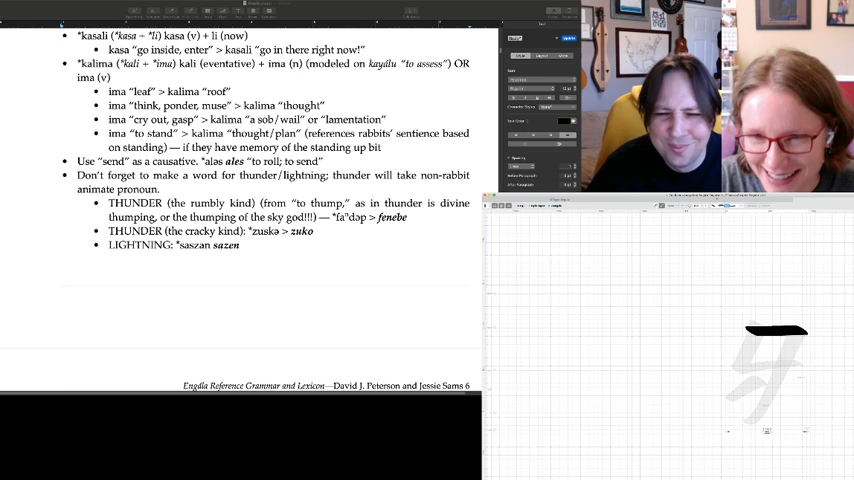 • *kasali (*kasa + *li) kasa (v) + li (now)
• kasa “go inside, enter” > kasali “go in there right now!”
• *kalima (*kali + *ima) kali (eventative) + ima (n) (modeled on kayálu “to assess”) OR
ima (v)
• ima “leaf” > kalima “roof”
• ima “think, ponder, muse” > kalima “thought”
• ima “cry out, gasp” > kalima “a sob/wail” or “lamentation”
• ima “to stand” > kalima “thought/plan” (references rabbits’ sentience based
on standing) — if they have memory of the standing up bit
• Use “send” as a causative. *aləs ales “to roll; to send”
• Don’t forget to make a word for thunder/lightning; thunder will take non-rabbit
animate pronoun.
• THUNDER (the rumbly kind) (from “to thump,” as in thunder is divine
thumping, or the thumping of the sky god!!!) — *faⁿdəp > fenebe
• THUNDER (the cracky kind): *zuskə > zuko
• LIGHTNING: *saszan sazen
Engála Reference Grammar and Lexicon—David J. Peterson and Jessie Sams 6
Text
Update
Style